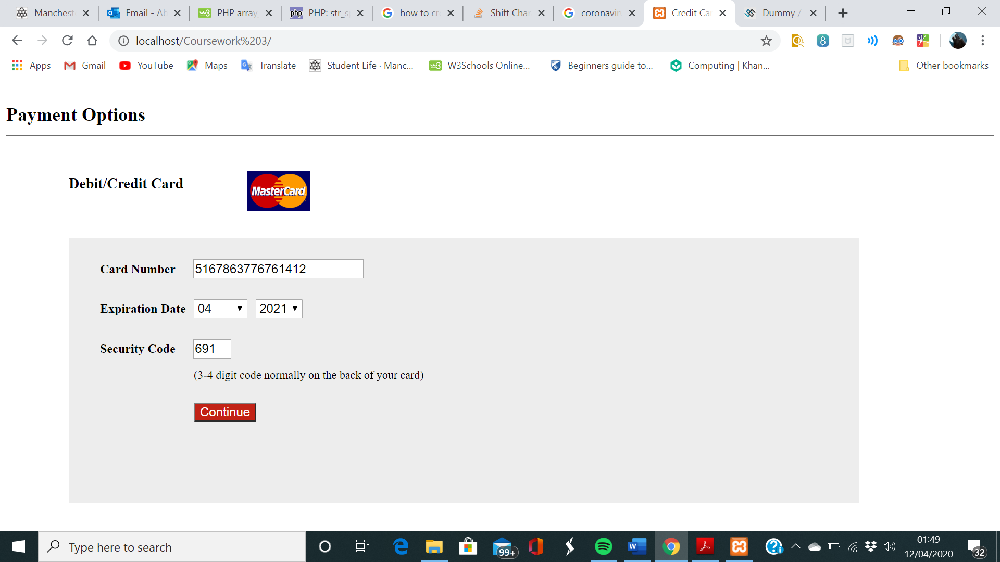 Manchest Email - Ab PHP array PHP: str_s how to cr Shift Char coronaviru Credit Car Dummy /
localhost/Coursework%203/
Apps Gmail YouTube Maps Translate Student Life · Manc... W3Schools Online... Beginners guide to... Computing | Khan... Other bookmarks
Payment Options
Debit/Credit Card
MasterCard
Card Number 5167863776761412
Expiration Date 04 2021
Security Code 691
(3-4 digit code normally on the back of your card)
Continue
Type here to search
99+
01:49
12/04/2020
32